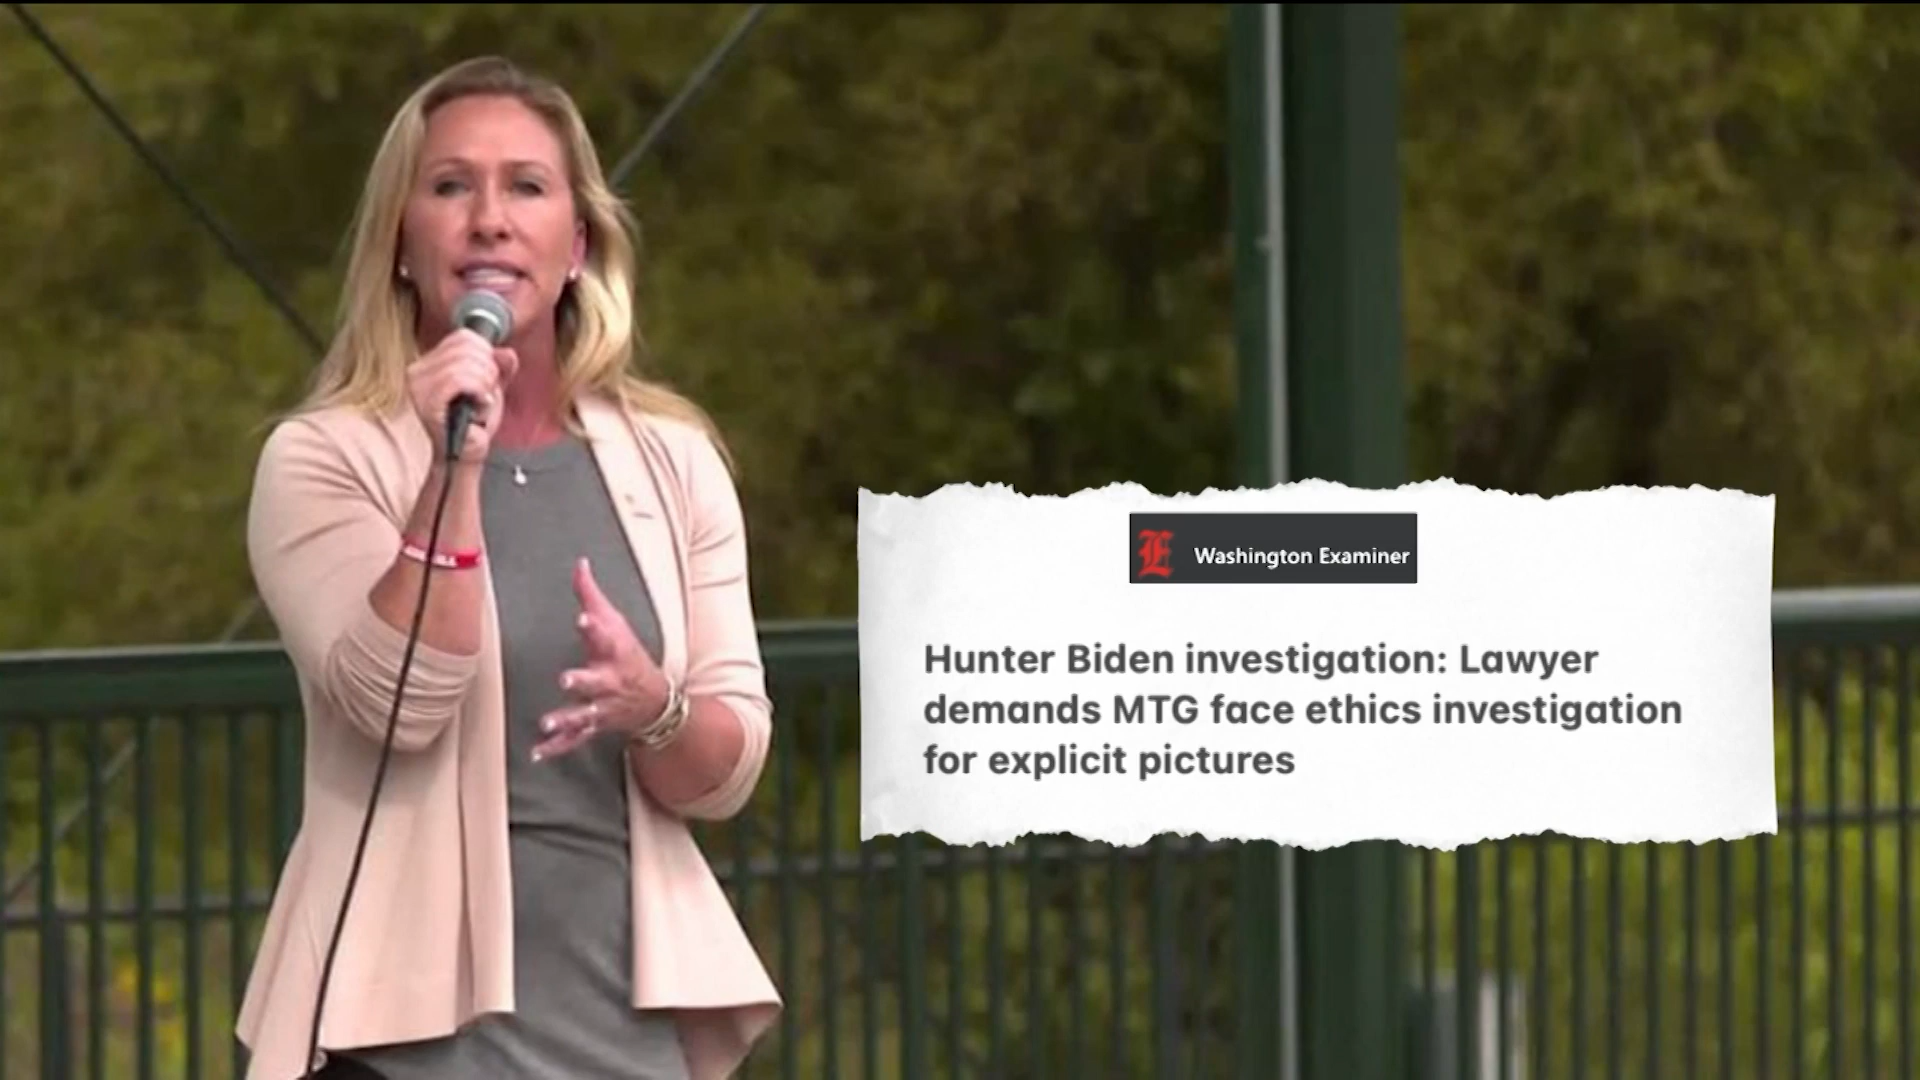 Washington Examiner
Hunter Biden investigation: Lawyer
demands MTG face ethics investigation
for explicit pictures